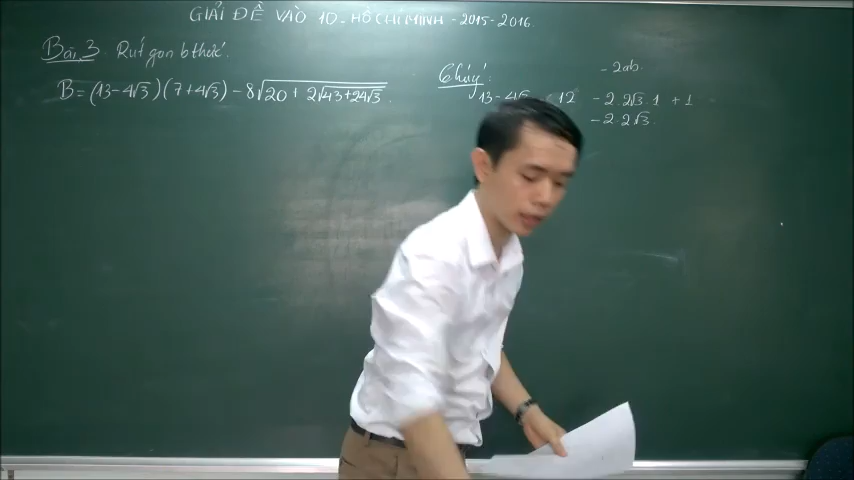 GIẢI ĐỀ VÀO 10 - HỒ CHÍ MINH - 2015 - 2016.
Bài 3 Rút gọn bthức.
B = (13 - 4√3)(7 + 4√3) - 8√(20 + 2√(43 + 24√3)).
Chú ý:
- 2ab.
13 - 4√3 12 - 2.2√3.1 + 1
- 2.2√3.